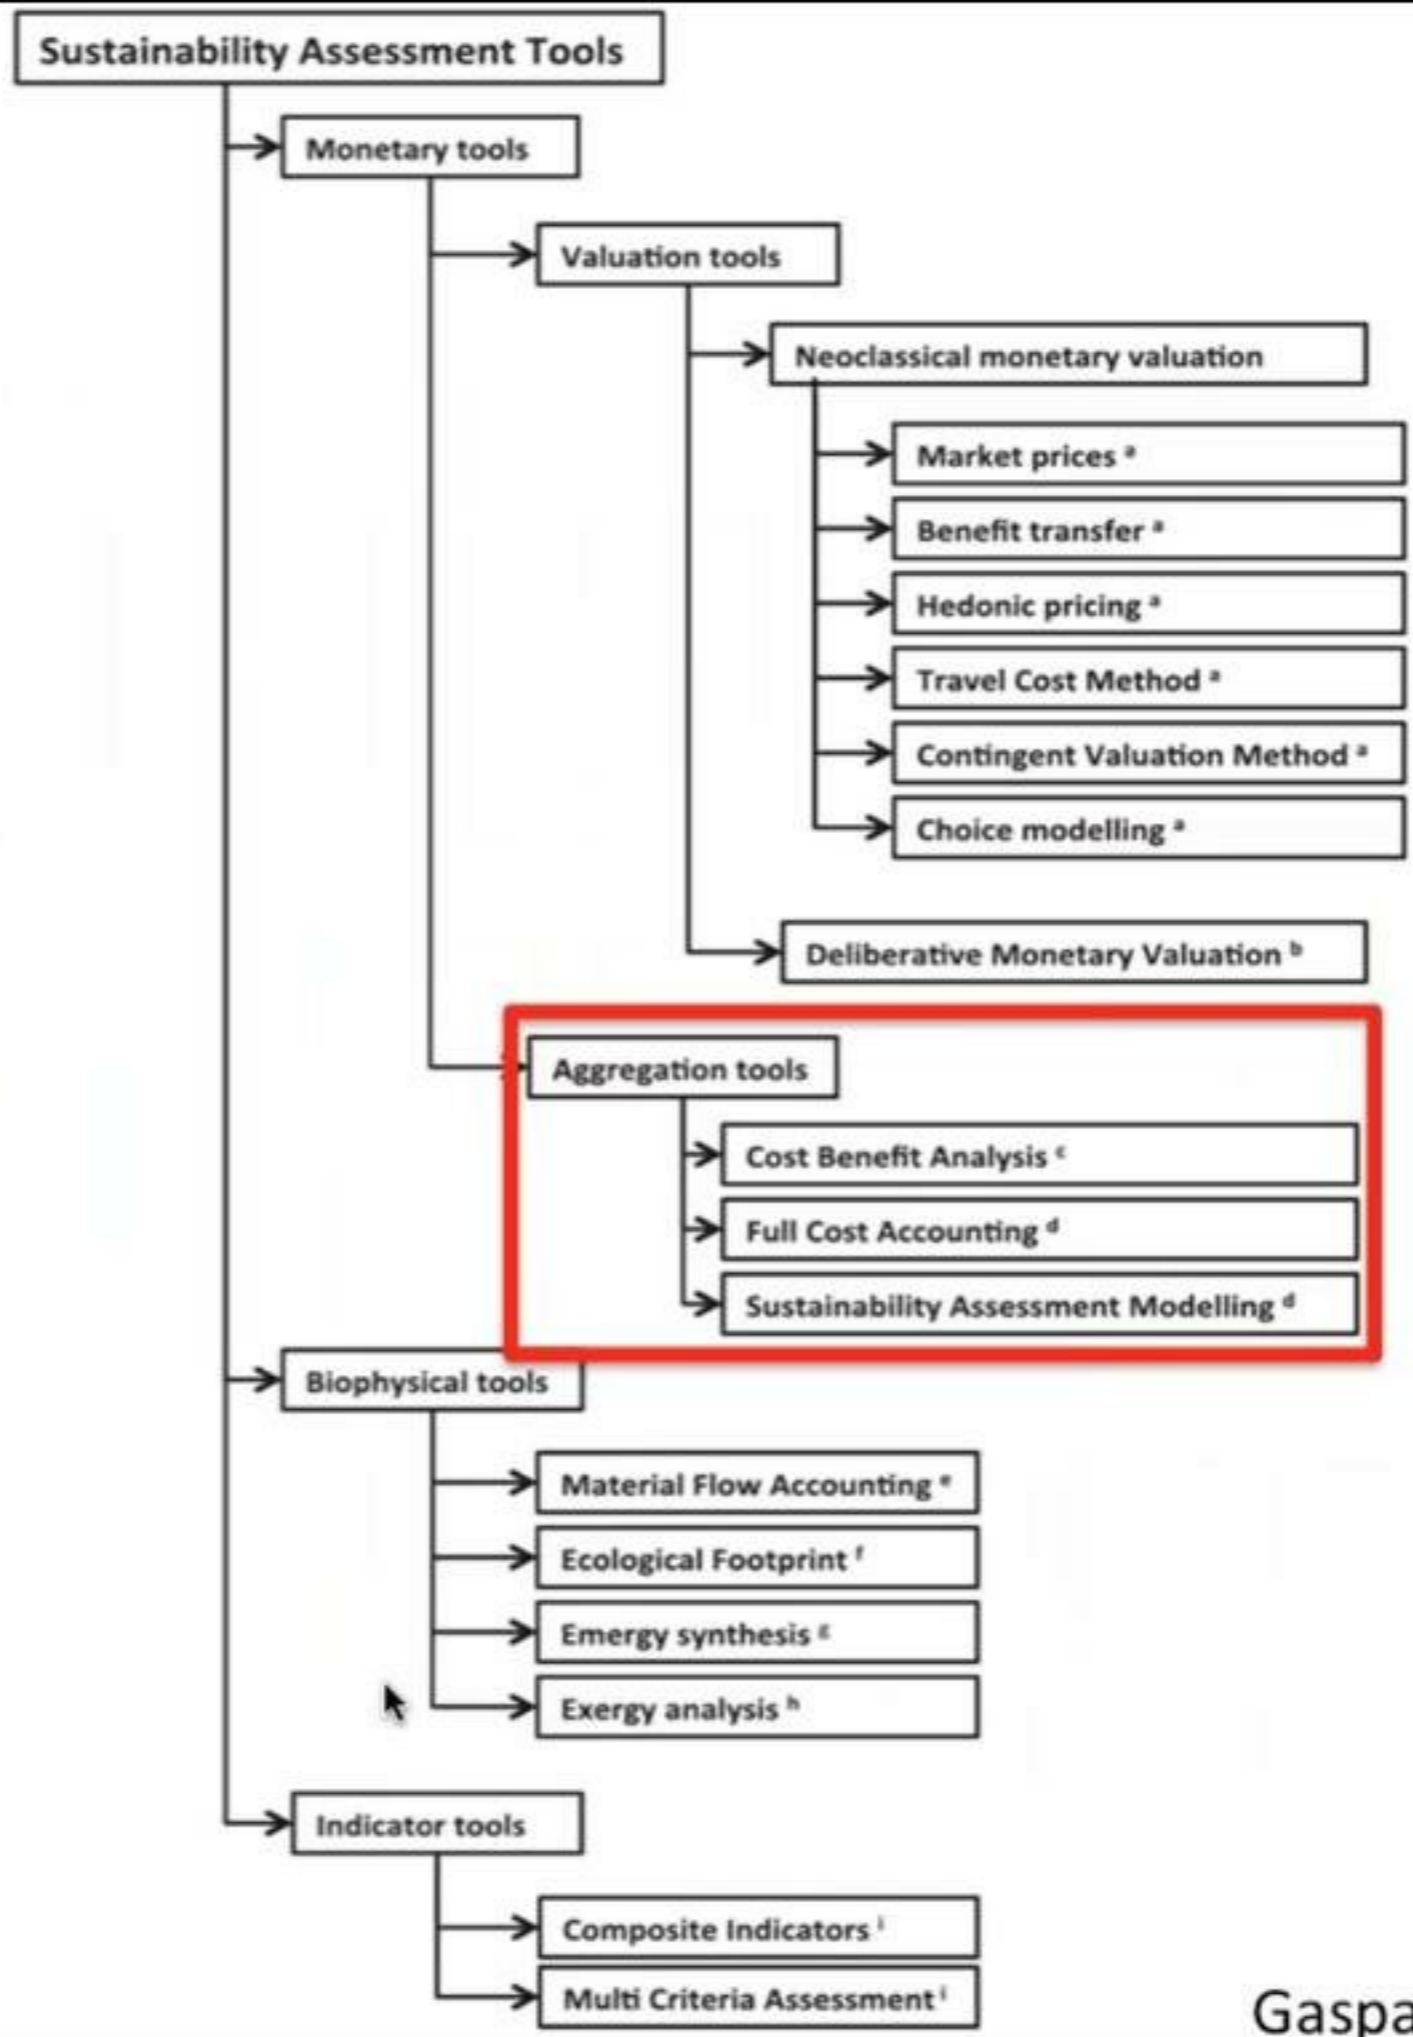 Sustainability Assessment Tools
Monetary tools
Valuation tools
Neoclassical monetary valuation
Market prices ᵃ
Benefit transfer ᵃ
Hedonic pricing ᵃ
Travel Cost Method ᵃ
Contingent Valuation Method ᵃ
Choice modelling ᵃ
Deliberative Monetary Valuation ᵇ
Aggregation tools
Cost Benefit Analysis ᶜ
Full Cost Accounting ᵈ
Sustainability Assessment Modelling ᵈ
Biophysical tools
Material Flow Accounting ᵉ
Ecological Footprint ᶠ
Emergy synthesis ᵍ
Exergy analysis ʰ
Indicator tools
Composite Indicators ⁱ
Multi Criteria Assessment ⁱ
Gaspa